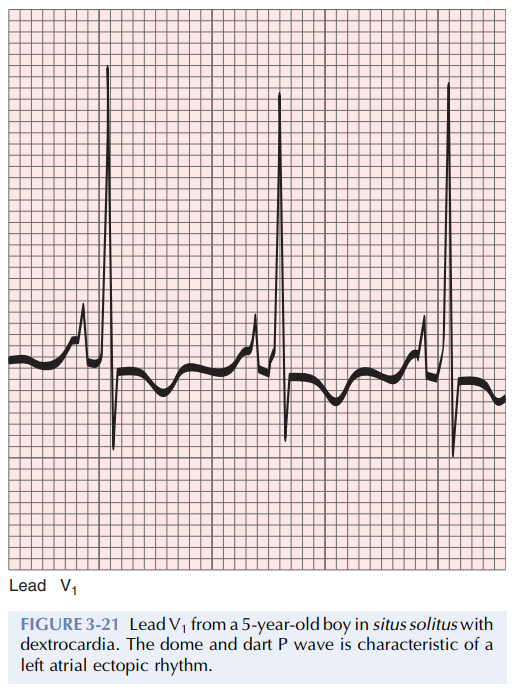 Lead V₁
FIGURE 3-21 Lead V₁ from a 5-year-old boy in situs solitus with
dextrocardia. The dome and dart P wave is characteristic of a
left atrial ectopic rhythm.